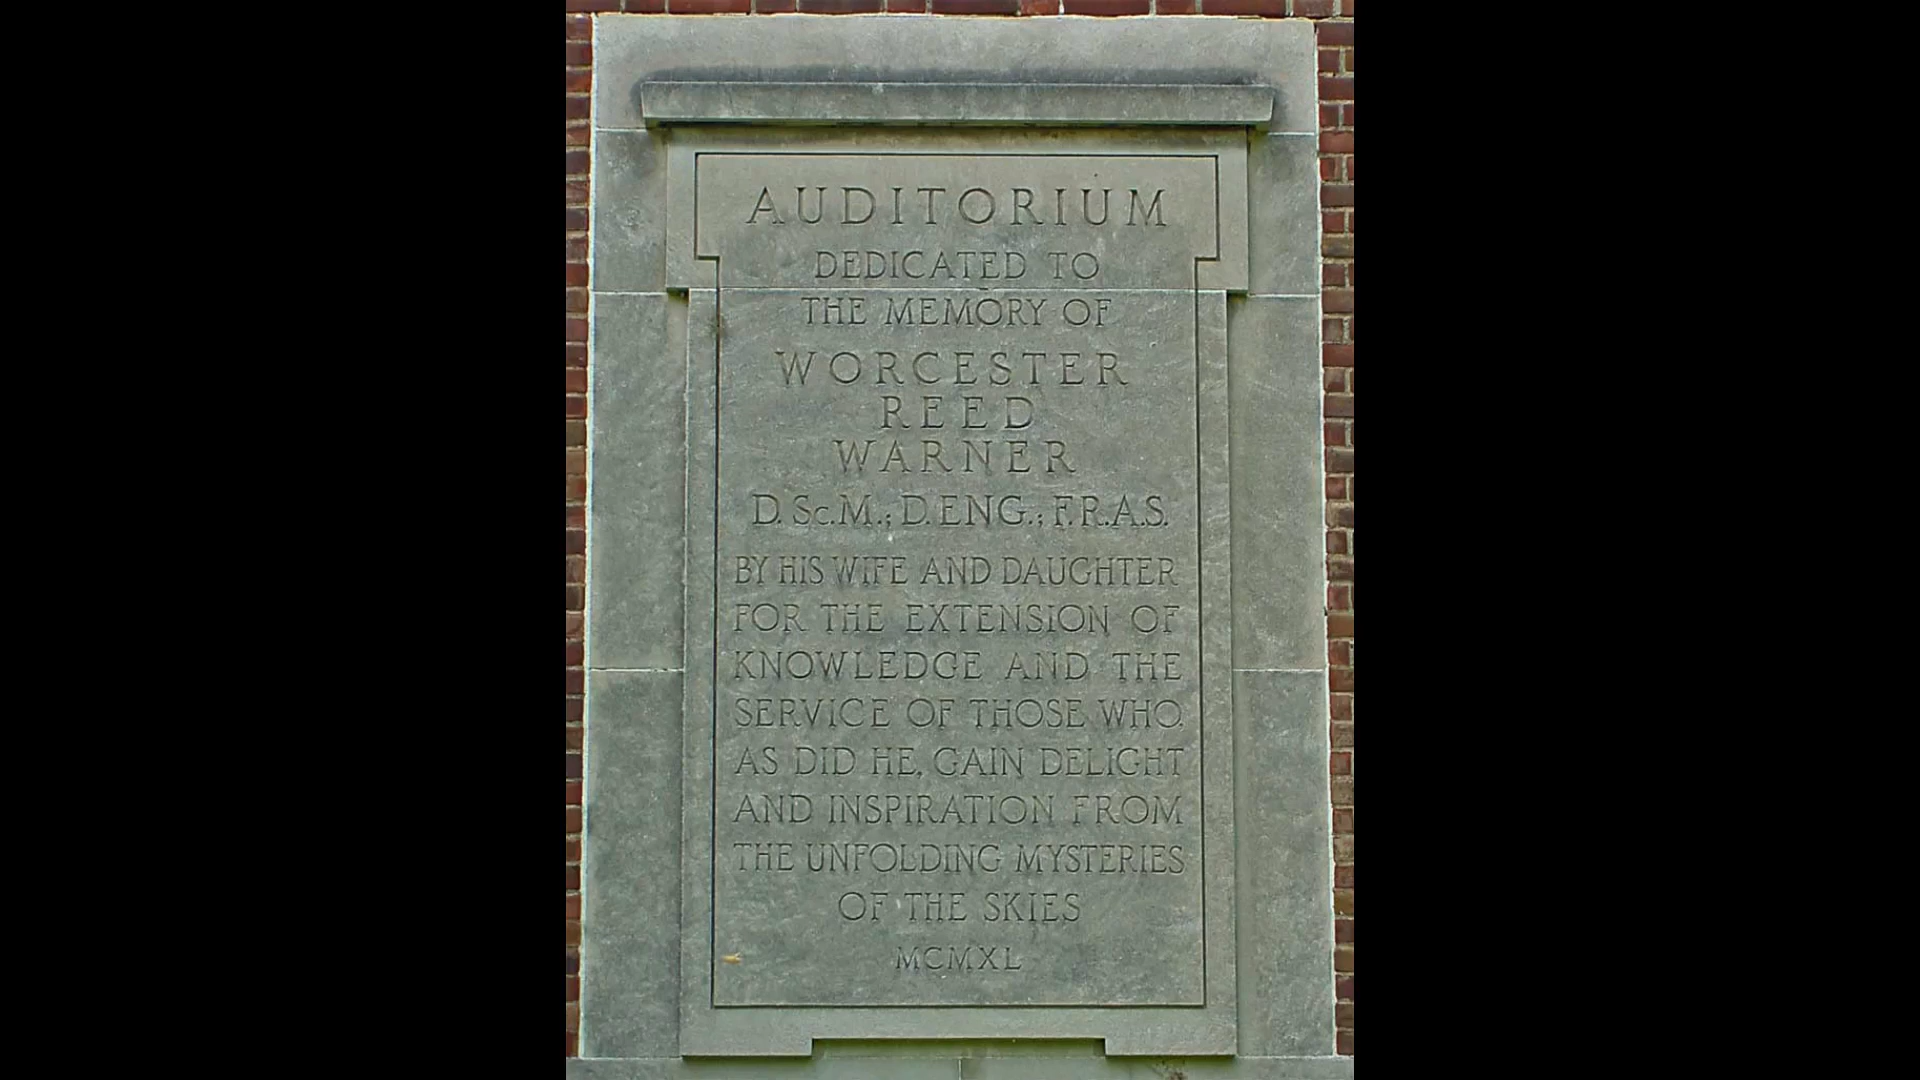 AUDITORIUM
DEDICATED TO
THE MEMORY OF
WORCESTER
REED
WARNER
D. Sc.M.; D.ENG.; F.R.A.S.
BY HIS WIFE AND DAUGHTER
FOR THE EXTENSION OF
KNOWLEDGE AND THE
SERVICE OF THOSE WHO,
AS DID HE, GAIN DELIGHT
AND INSPIRATION FROM
THE UNFOLDING MYSTERIES
OF THE SKIES
MCMXL